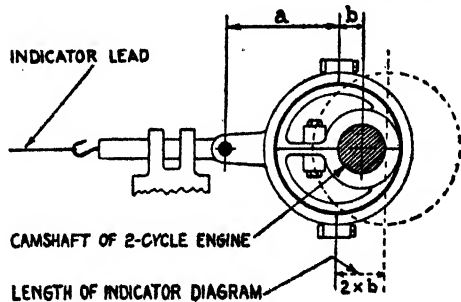 a
b
INDICATOR LEAD
CAMSHAFT OF 2-CYCLE ENGINE
LENGTH OF INDICATOR DIAGRAM
2×b